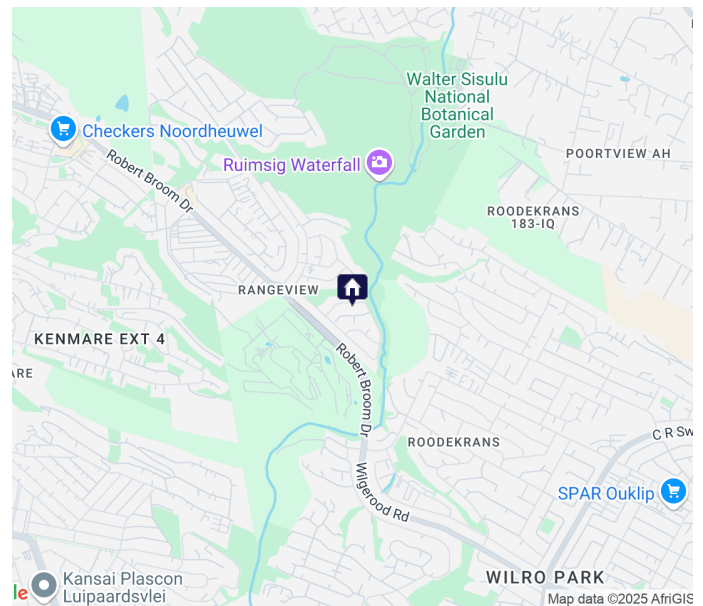 Walter Sisulu
National
Botanical
Garden
Checkers Noordheuwel
Robert Broom Dr
Ruimsig Waterfall
POORTVIEW AH
ROODEKRANS
183-IQ
RANGEVIEW
KENMARE EXT 4
ARE
Robert Broom Dr
C R Sw
ROODEKRANS
Wilgerood Rd
SPAR Ouklip
Kansai Plascon
Luipaardsvlei
WILRO PARK
le
Map data ©2025 AfriGIS